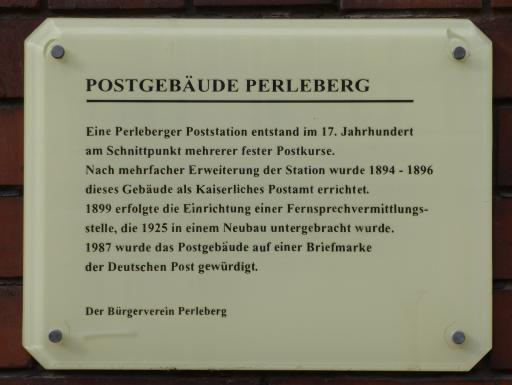 POSTGEBÄUDE PERLEBERG
Eine Perleberger Poststation entstand im 17. Jahrhundert
am Schnittpunkt mehrerer fester Postkurse.
Nach mehrfacher Erweiterung der Station wurde 1894 - 1896
dieses Gebäude als Kaiserliches Postamt errichtet.
1899 erfolgte die Einrichtung einer Fernsprechvermittlungs-
stelle, die 1925 in einem Neubau untergebracht wurde.
1987 wurde das Postgebäude auf einer Briefmarke
der Deutschen Post gewürdigt.
Der Bürgerverein Perleberg